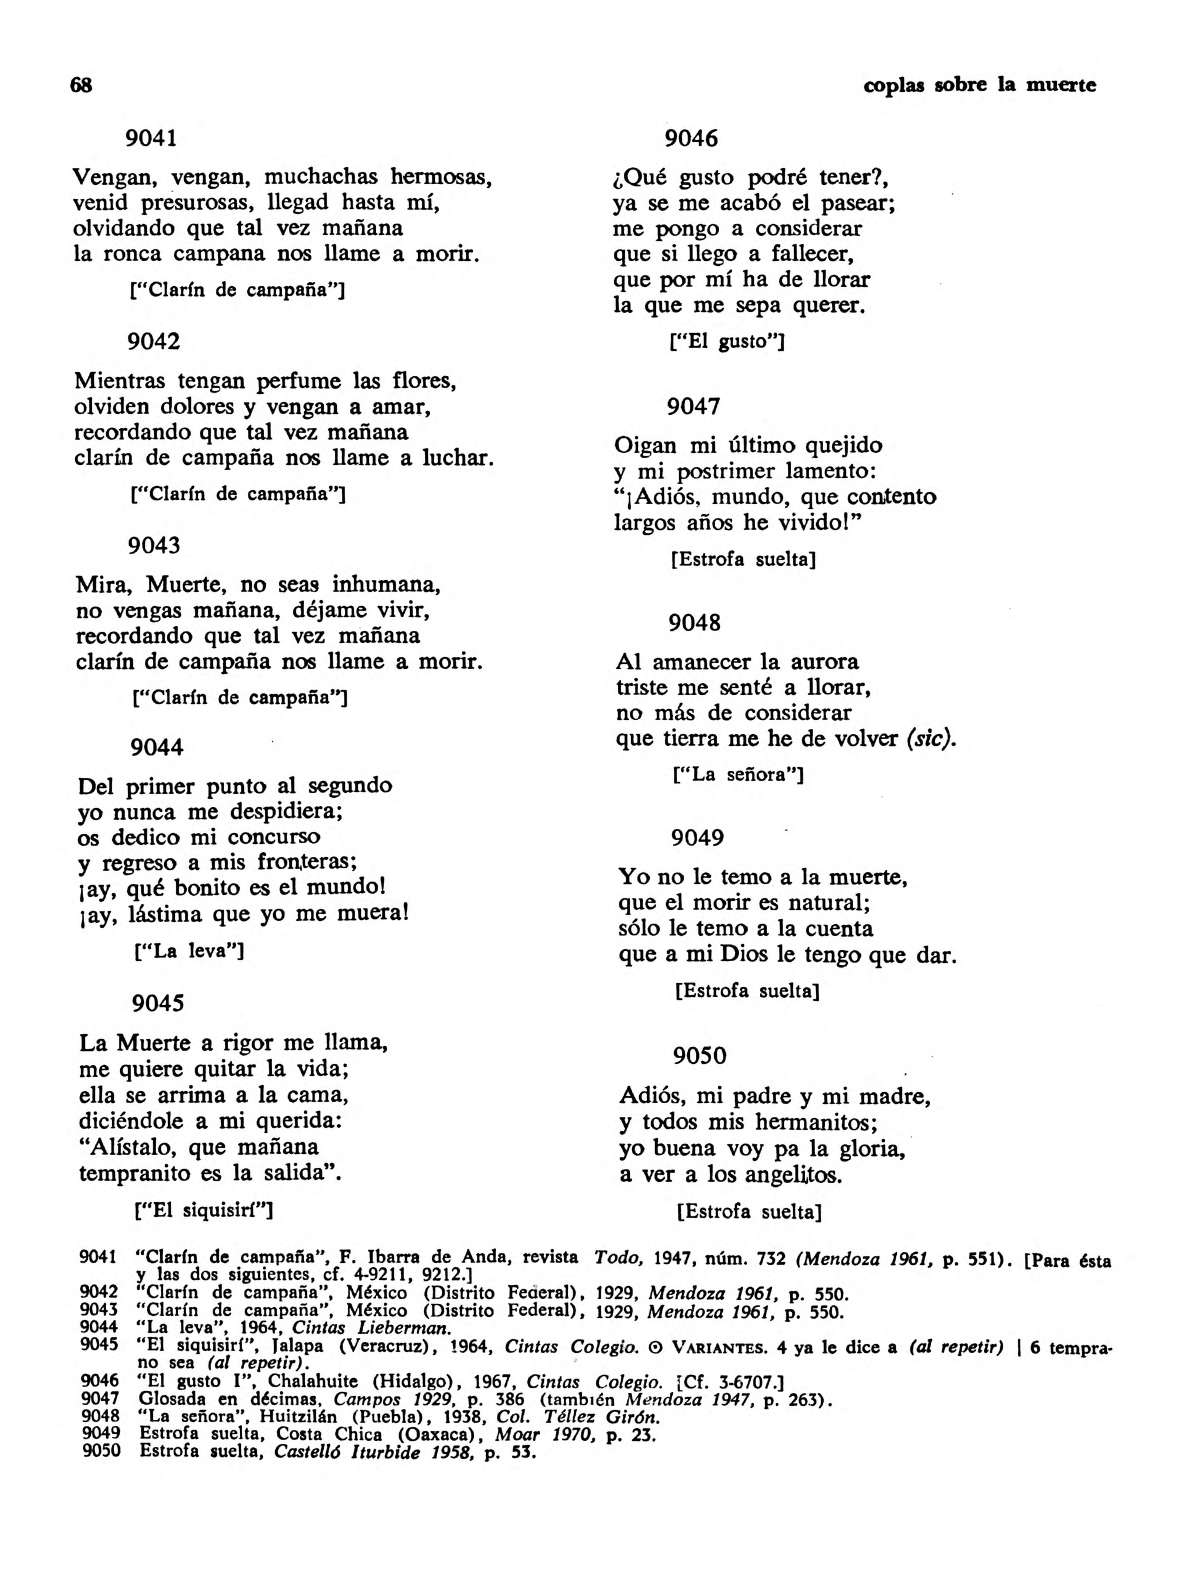 68 coplas sobre la muerte
9041
Vengan, vengan, muchachas hermosas,
venid presurosas, llegad hasta mí,
olvidando que tal vez mañana
la ronca campana nos llame a morir.
["Clarín de campaña"]
9042
Mientras tengan perfume las flores,
olviden dolores y vengan a amar,
recordando que tal vez mañana
clarín de campaña nos llame a luchar.
["Clarín de campaña"]
9043
Mira, Muerte, no seas inhumana,
no vengas mañana, déjame vivir,
recordando que tal vez mañana
clarín de campaña nos llame a morir.
["Clarín de campaña"]
9044
Del primer punto al segundo
yo nunca me despidiera;
os dedico mi concurso
y regreso a mis fronteras;
¡ay, qué bonito es el mundo!
¡ay, lástima que yo me muera!
["La leva"]
9045
La Muerte a rigor me llama,
me quiere quitar la vida;
ella se arrima a la cama,
diciéndole a mi querida:
"Alístalo, que mañana
tempranito es la salida".
["El siquisirí"]
9046
¿Qué gusto podré tener?,
ya se me acabó el pasear;
me pongo a considerar
que si llego a fallecer,
que por mí ha de llorar
la que me sepa querer.
["El gusto"]
9047
Oigan mi último quejido
y mi postrimer lamento:
"¡Adiós, mundo, que contento
largos años he vivido!"
[Estrofa suelta]
9048
Al amanecer la aurora
triste me senté a llorar,
no más de considerar
que tierra me he de volver (sic).
["La señora"]
9049
Yo no le temo a la muerte,
que el morir es natural;
sólo le temo a la cuenta
que a mi Dios le tengo que dar.
[Estrofa suelta]
9050
Adiós, mi padre y mi madre,
y todos mis hermanitos;
yo buena voy pa la gloria,
a ver a los angelitos.
[Estrofa suelta]
9041 "Clarín de campaña", F. Ibarra de Anda, revista Todo, 1947, núm. 732 (Mendoza 1961, p. 551). [Para ésta
y las dos siguientes, cf. 4-9211, 9212.]
9042 "Clarín de campaña", México (Distrito Federal), 1929, Mendoza 1961, p. 550.
9043 "Clarín de campaña", México (Distrito Federal), 1929, Mendoza 1961, p. 550.
9044 "La leva", 1964, Cintas Lieberman.
9045 "El siquisirí", Jalapa (Veracruz), 1964, Cintas Colegio. ⊙ VARIANTES. 4 ya le dice a (al repetir) | 6 tempra-
no sea (al repetir).
9046 "El gusto I", Chalahuite (Hidalgo), 1967, Cintas Colegio. [Cf. 3-6707.]
9047 Glosada en décimas, Campos 1929, p. 386 (también Mendoza 1947, p. 263).
9048 "La señora", Huitzilán (Puebla), 1938, Col. Téllez Girón.
9049 Estrofa suelta, Costa Chica (Oaxaca), Moar 1970, p. 23.
9050 Estrofa suelta, Castelló Iturbide 1958, p. 53.